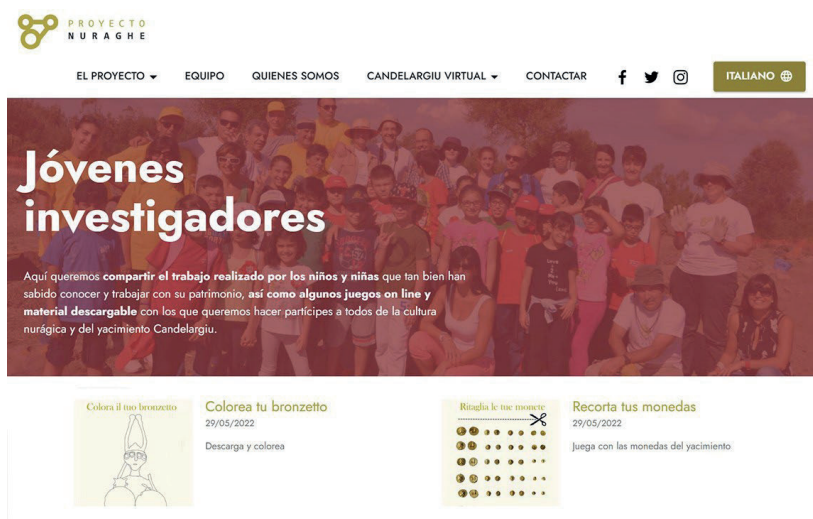 PROYECTO
NURAGHE
EL PROYECTO
EQUIPO
QUIENES SOMOS
CANDELARGIU VIRTUAL
CONTACTAR
ITALIANO
Jóvenes
investigadores
Aquí queremos compartir el trabajo realizado por los niños y niñas que tan bien han
sabido conocer y trabajar con su patrimonio, así como algunos juegos on line y
material descargable con los que queremos hacer partícipes a todos de la cultura
nurágica y del yacimiento Candelargiu.
Colora il tuo bronzetto
Colorea tu bronzetto
29/05/2022
Descarga y colorea
Ritaglia le tue monete
Recorta tus monedas
29/05/2022
Juega con las monedas del yacimiento